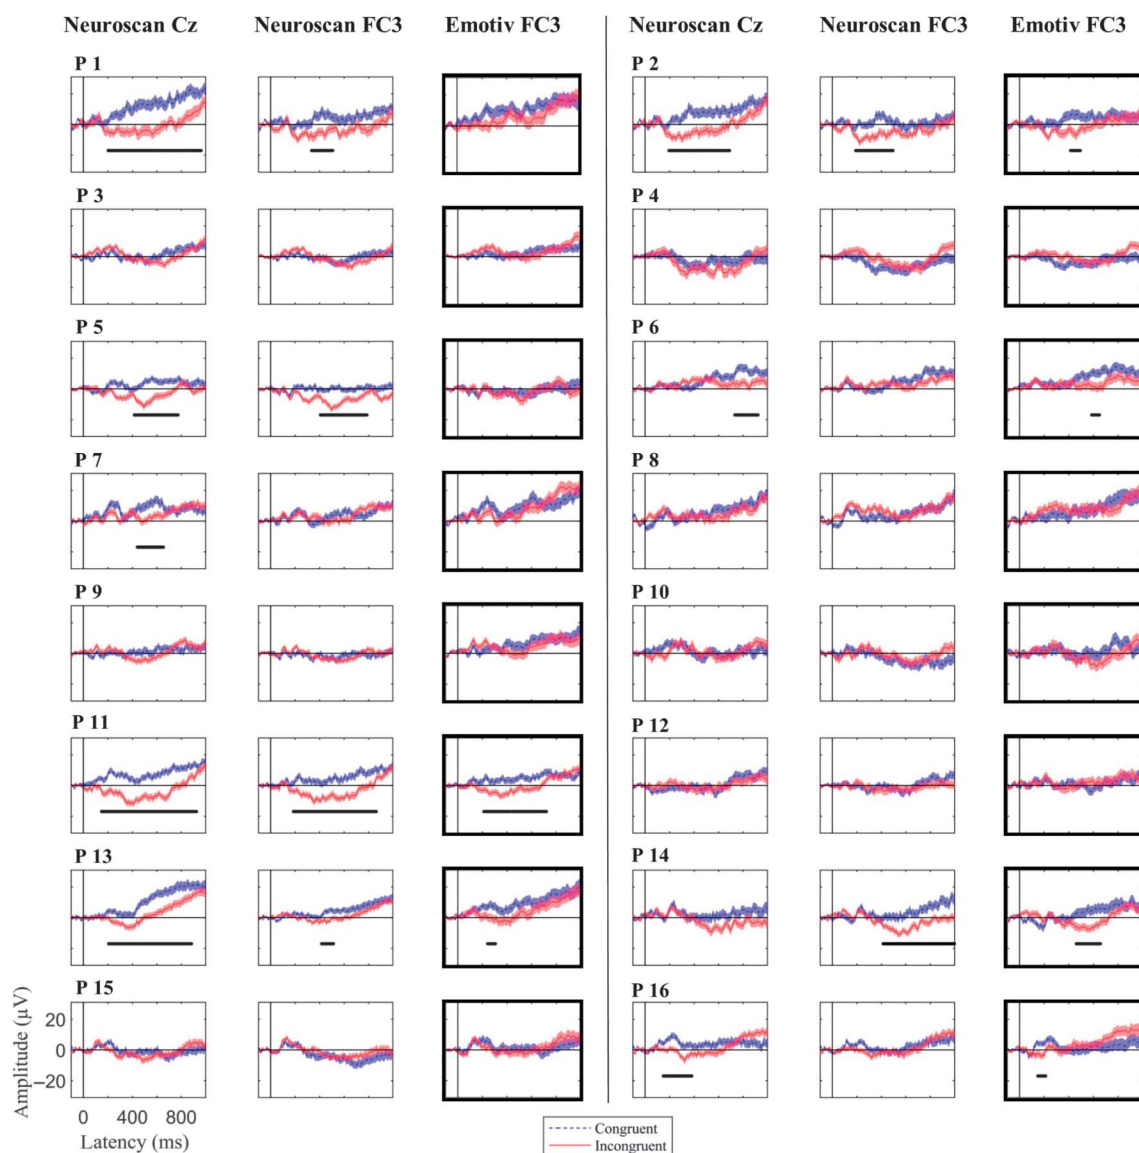 Neuroscan Cz Neuroscan FC3 Emotiv FC3 Neuroscan Cz Neuroscan FC3 Emotiv FC3
P 1 P 2
P 3 P 4
P 5 P 6
P 7 P 8
P 9 P 10
P 11 P 12
P 13 P 14
P 15 P 16
Amplitude (µV)
20
0
−20
0 400 800
Latency (ms)
Congruent
Incongruent